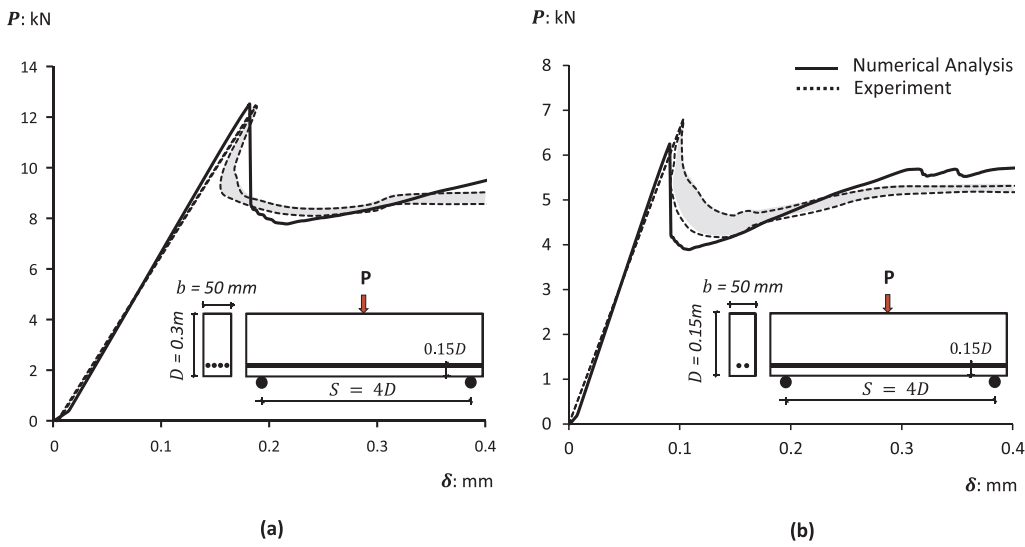 P: kN
14
12
10
8
6
4
2
0
0
0.1
0.2
0.3
0.4
δ: mm
b = 50 mm
D = 0.3m
P
0.15D
S = 4D
(a)
P: kN
8
7
6
5
4
3
2
1
0
0
0.1
0.2
0.3
0.4
δ: mm
Numerical Analysis
Experiment
b = 50 mm
D = 0.15m
P
0.15D
S = 4D
(b)